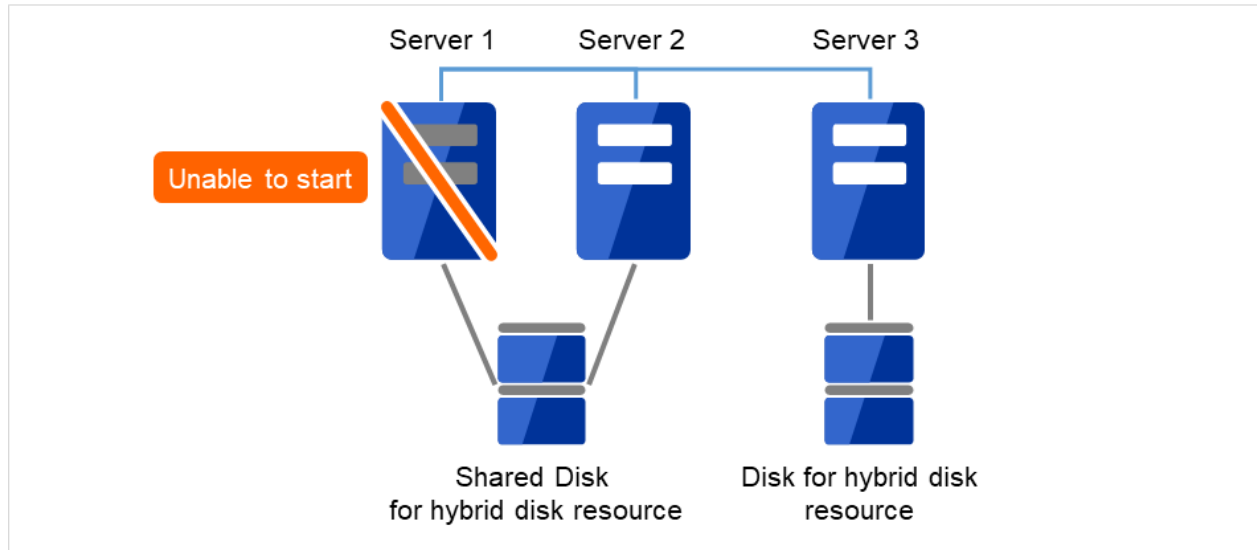 Server 1
Server 2
Server 3
Unable to start
Shared Disk
for hybrid disk resource
Disk for hybrid disk
resource